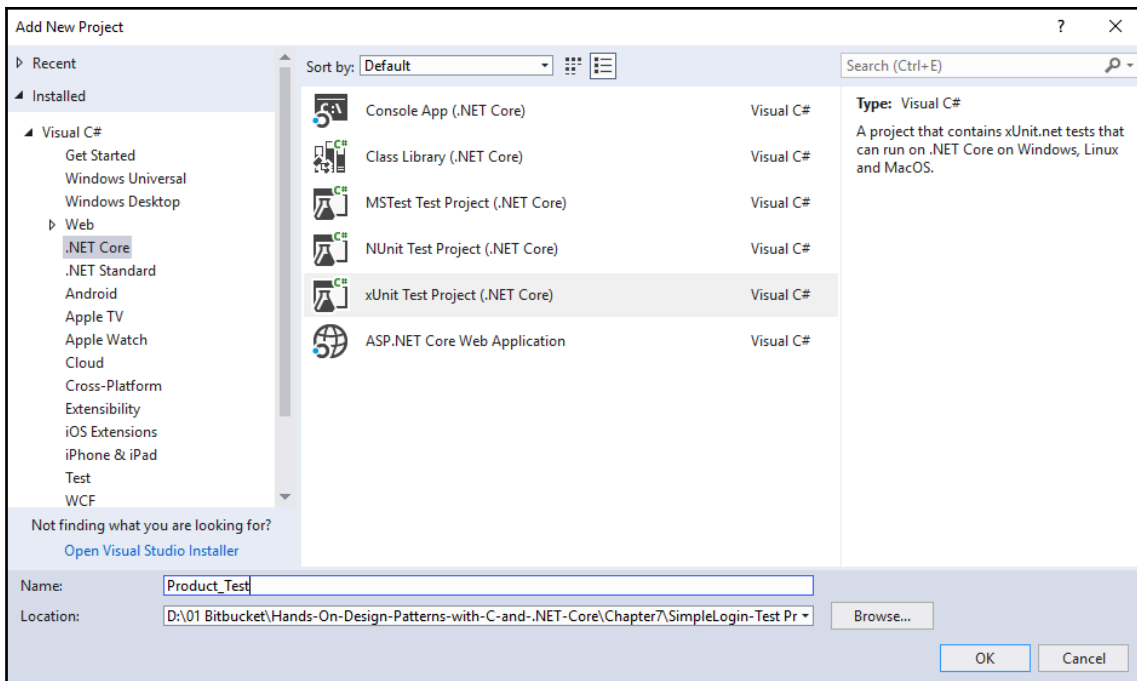 Add New Project
?
Recent
Installed
Visual C#
Get Started
Windows Universal
Windows Desktop
Web
.NET Core
.NET Standard
Android
Apple TV
Apple Watch
Cloud
Cross-Platform
Extensibility
iOS Extensions
iPhone & iPad
Test
WCF
Not finding what you are looking for?
Open Visual Studio Installer
Sort by: Default
C:\ Console App (.NET Core) Visual C#
C# Class Library (.NET Core) Visual C#
C# MSTest Test Project (.NET Core) Visual C#
C# NUnit Test Project (.NET Core) Visual C#
C# xUnit Test Project (.NET Core) Visual C#
ASP.NET Core Web Application Visual C#
Search (Ctrl+E)
Type: Visual C#
A project that contains xUnit.net tests that
can run on .NET Core on Windows, Linux
and MacOS.
Name: Product_Test
Location: D:\01 Bitbucket\Hands-On-Design-Patterns-with-C-and-.NET-Core\Chapter7\SimpleLogin-Test Pr
Browse...
OK Cancel